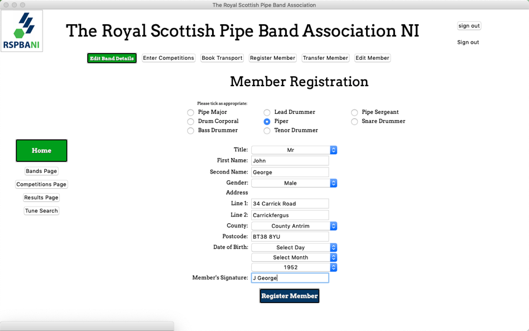 The Royal Scottish Pipe Band Association
RSPBANI
The Royal Scottish Pipe Band Association NI
sign out
Sign out
Edit Band Details Enter Competitions Book Transport Register Member Transfer Member Edit Member
Member Registration
Please tick as appropriate:
Pipe Major Lead Drummer Pipe Sergeant
Drum Corporal Piper Snare Drummer
Bass Drummer Tenor Drummer
Home
Bands Page
Competitions Page
Results Page
Tune Search
Title: Mr
First Name: John
Second Name: George
Gender: Male
Address
Line 1: 34 Carrick Road
Line 2: Carrickfergus
County: County Antrim
Postcode: BT38 8YU
Date of Birth: Select Day
Select Month
1952
Member's Signature: J George
Register Member